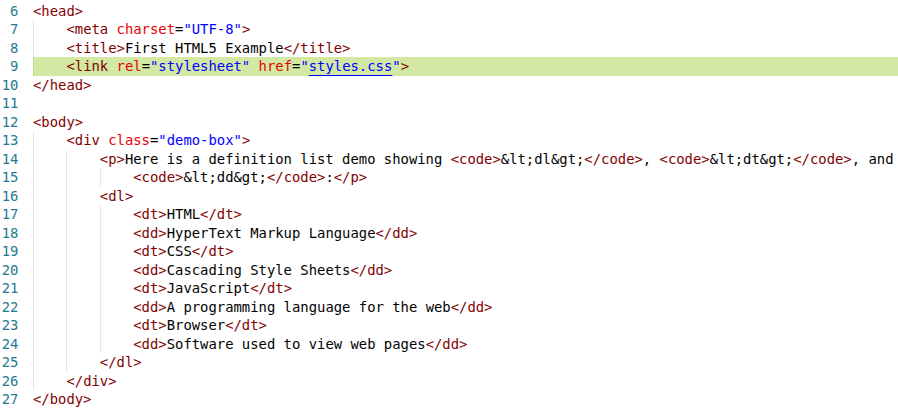 6 <head>
7     <meta charset="UTF-8">
8     <title>First HTML5 Example</title>
9     <link rel="stylesheet" href="styles.css">
10 </head>
11
12 <body>
13     <div class="demo-box">
14         <p>Here is a definition list demo showing <code>&lt;dl&gt;</code>, <code>&lt;dt&gt;</code>, and
15             <code>&lt;dd&gt;</code>:</p>
16         <dl>
17             <dt>HTML</dt>
18             <dd>HyperText Markup Language</dd>
19             <dt>CSS</dt>
20             <dd>Cascading Style Sheets</dd>
21             <dt>JavaScript</dt>
22             <dd>A programming language for the web</dd>
23             <dt>Browser</dt>
24             <dd>Software used to view web pages</dd>
25         </dl>
26     </div>
27 </body>